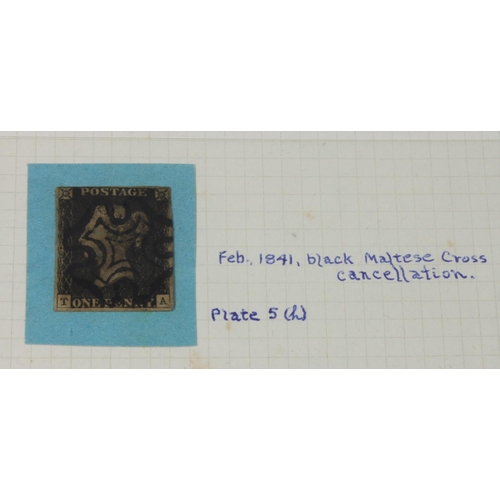 POSTAGE
T ONE PENNY A
Feb, 1841, black Maltese Cross
cancellation.
Plate 5 (h)